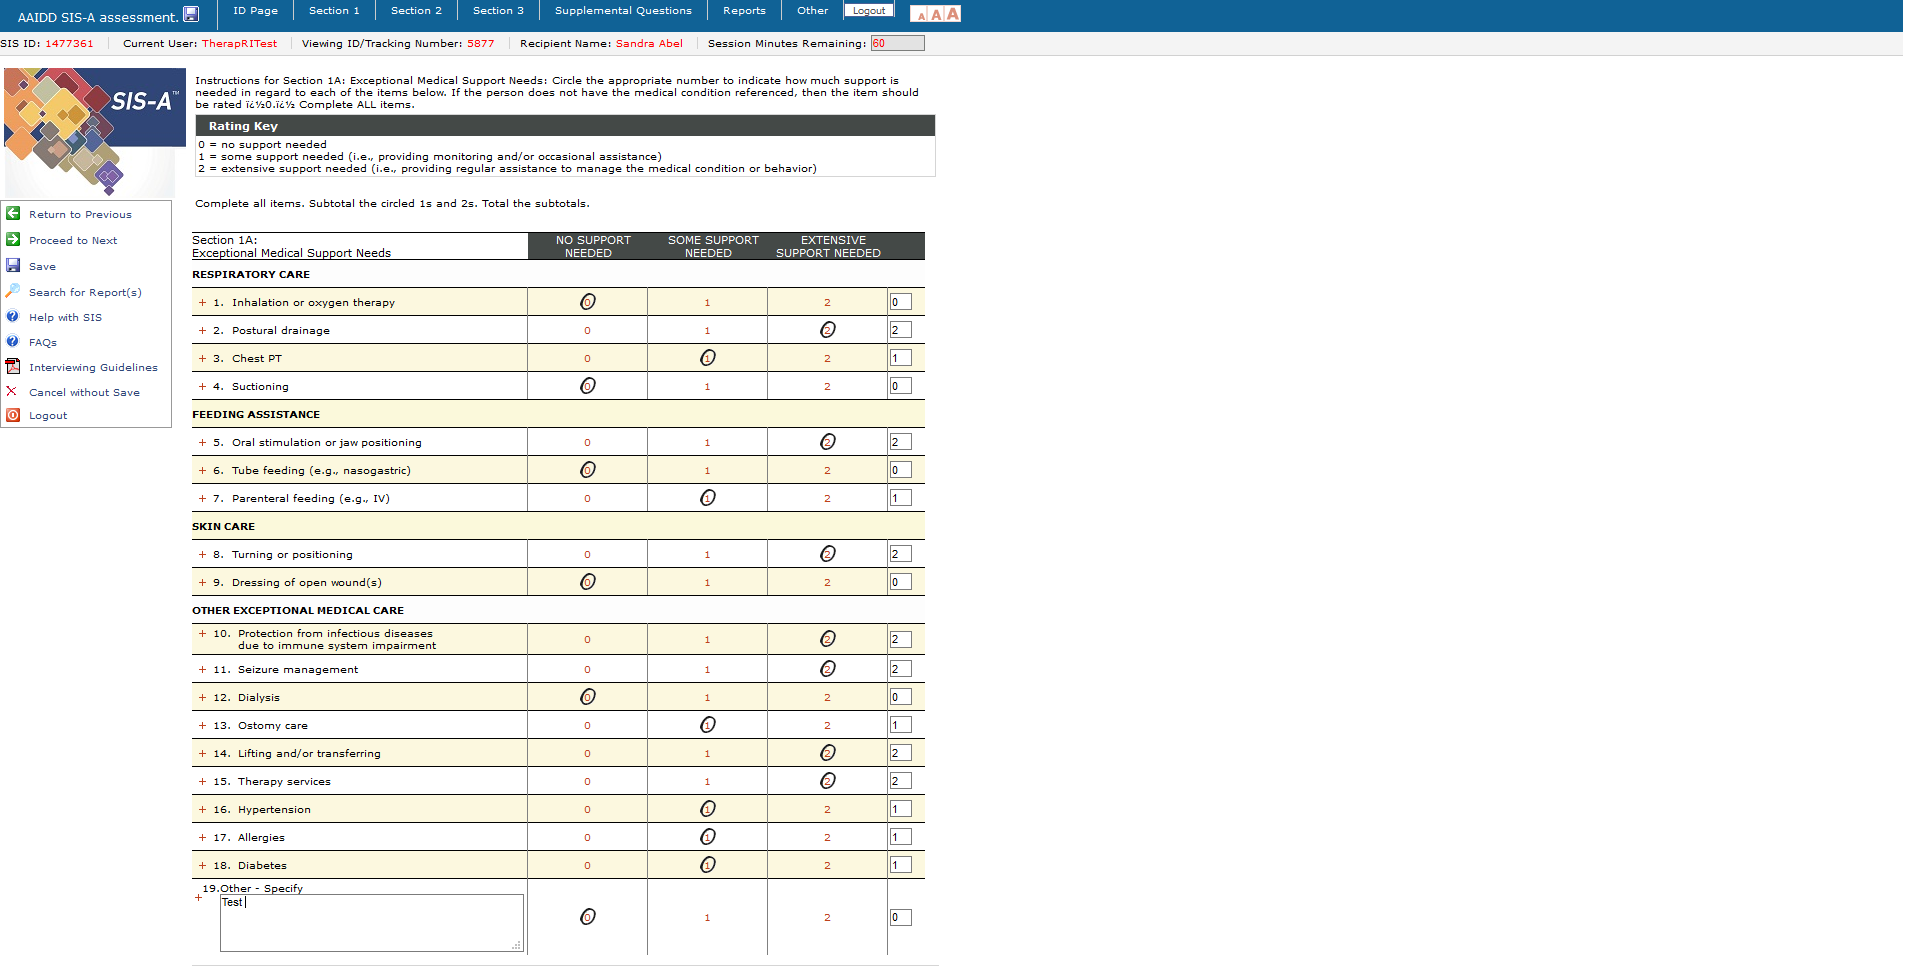 AAIDD SIS-A assessment. ID Page Section 1 Section 2 Section 3 Supplemental Questions Reports Other Logout A A A
SIS ID: 1477361 Current User: TherapRITest Viewing ID/Tracking Number: 5877 Recipient Name: Sandra Abel Session Minutes Remaining: 60
SIS-A™
Return to Previous
Proceed to Next
Save
Search for Report(s)
Help with SIS
FAQs
Interviewing Guidelines
Cancel without Save
Logout
Instructions for Section 1A: Exceptional Medical Support Needs: Circle the appropriate number to indicate how much support is
needed in regard to each of the items below. If the person does not have the medical condition referenced, then the item should
be rated ï¿½0.ï¿½ Complete ALL items.
Rating Key
0 = no support needed
1 = some support needed (i.e., providing monitoring and/or occasional assistance)
2 = extensive support needed (i.e., providing regular assistance to manage the medical condition or behavior)
Complete all items. Subtotal the circled 1s and 2s. Total the subtotals.
Section 1A: NO SUPPORT SOME SUPPORT EXTENSIVE
Exceptional Medical Support Needs NEEDED NEEDED SUPPORT NEEDED
RESPIRATORY CARE
+ 1. Inhalation or oxygen therapy 0 1 2 0
+ 2. Postural drainage 0 1 2 2
+ 3. Chest PT 0 1 2 1
+ 4. Suctioning 0 1 2 0
FEEDING ASSISTANCE
+ 5. Oral stimulation or jaw positioning 0 1 2 2
+ 6. Tube feeding (e.g., nasogastric) 0 1 2 0
+ 7. Parenteral feeding (e.g., IV) 0 1 2 1
SKIN CARE
+ 8. Turning or positioning 0 1 2 2
+ 9. Dressing of open wound(s) 0 1 2 0
OTHER EXCEPTIONAL MEDICAL CARE
+ 10. Protection from infectious diseases
due to immune system impairment 0 1 2 2
+ 11. Seizure management 0 1 2 2
+ 12. Dialysis 0 1 2 0
+ 13. Ostomy care 0 1 2 1
+ 14. Lifting and/or transferring 0 1 2 2
+ 15. Therapy services 0 1 2 2
+ 16. Hypertension 0 1 2 1
+ 17. Allergies 0 1 2 1
+ 18. Diabetes 0 1 2 1
+ 19.Other - Specify
Test 0 1 2 0